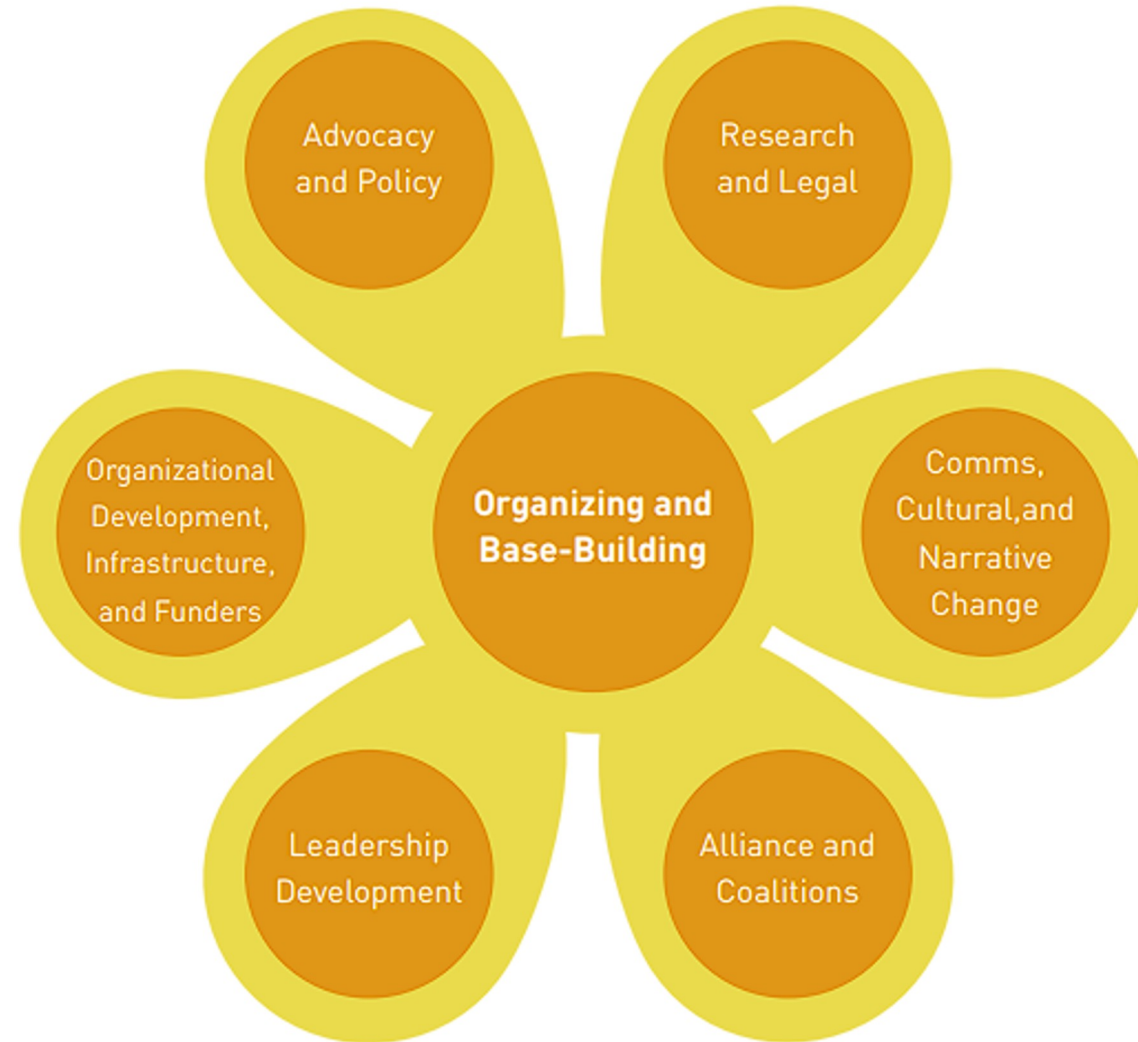 Advocacy
and Policy
Research
and Legal
Organizational
Development,
Infrastructure,
and Funders
Organizing and
Base-Building
Comms,
Cultural,and
Narrative
Change
Leadership
Development
Alliance and
Coalitions